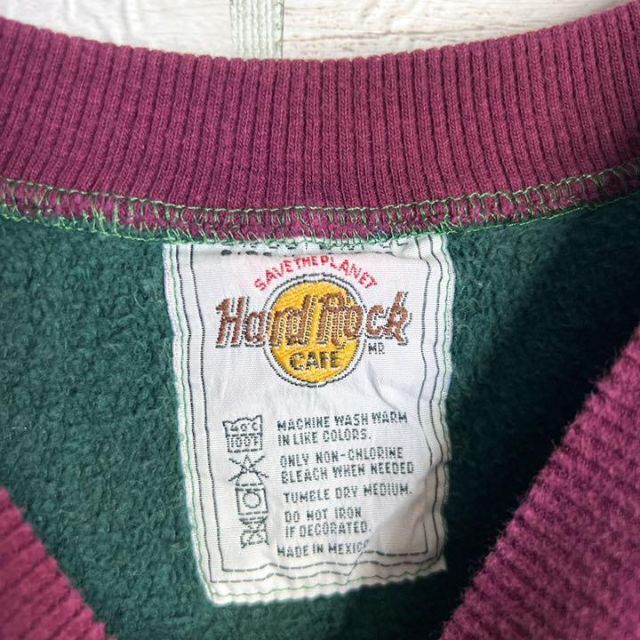 SAVE THE PLANET
Hard Rock
CAFE
MR
40°C
MACHINE WASH WARM
IN LIKE COLORS.
ONLY NON-CHLORINE
BLEACH WHEN NEEDED
TUMBLE DRY MEDIUM.
DO NOT IRON
IF DECORATED.
MADE IN MEXICO